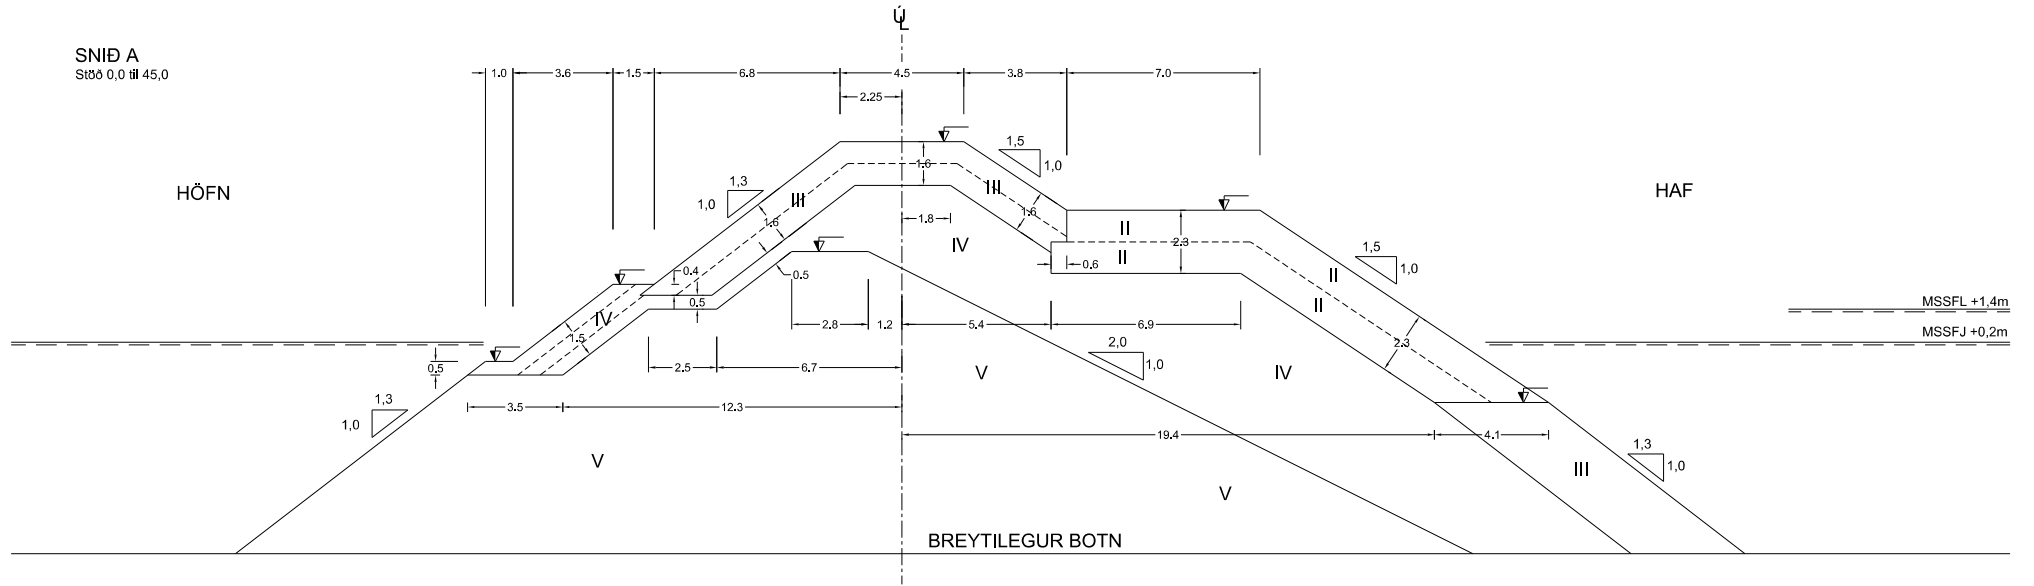 Ú
L
SNIÐ A
Stöð 0,0 til 45,0
1.0
3.6
1.5
6.8
4.5
3.8
7.0
2.25
1,5
1,0
1.6
HÖFN
HAF
1,3
1,0
III
III
1.6
1.6
1.8
II
IV
2.3
II
1,5
1,0
0.6
0.4
0.5
II
II
0.5
MSSFL +1,4m
IV
2.8
1.2
5.4
6.9
MSSFJ +0,2m
1.5
2.3
2,0
1,0
0.5
2.5
6.7
V
IV
1,3
1,0
3.5
12.3
19.4
4.1
1,3
1,0
V
III
V
BREYTILEGUR BOTN